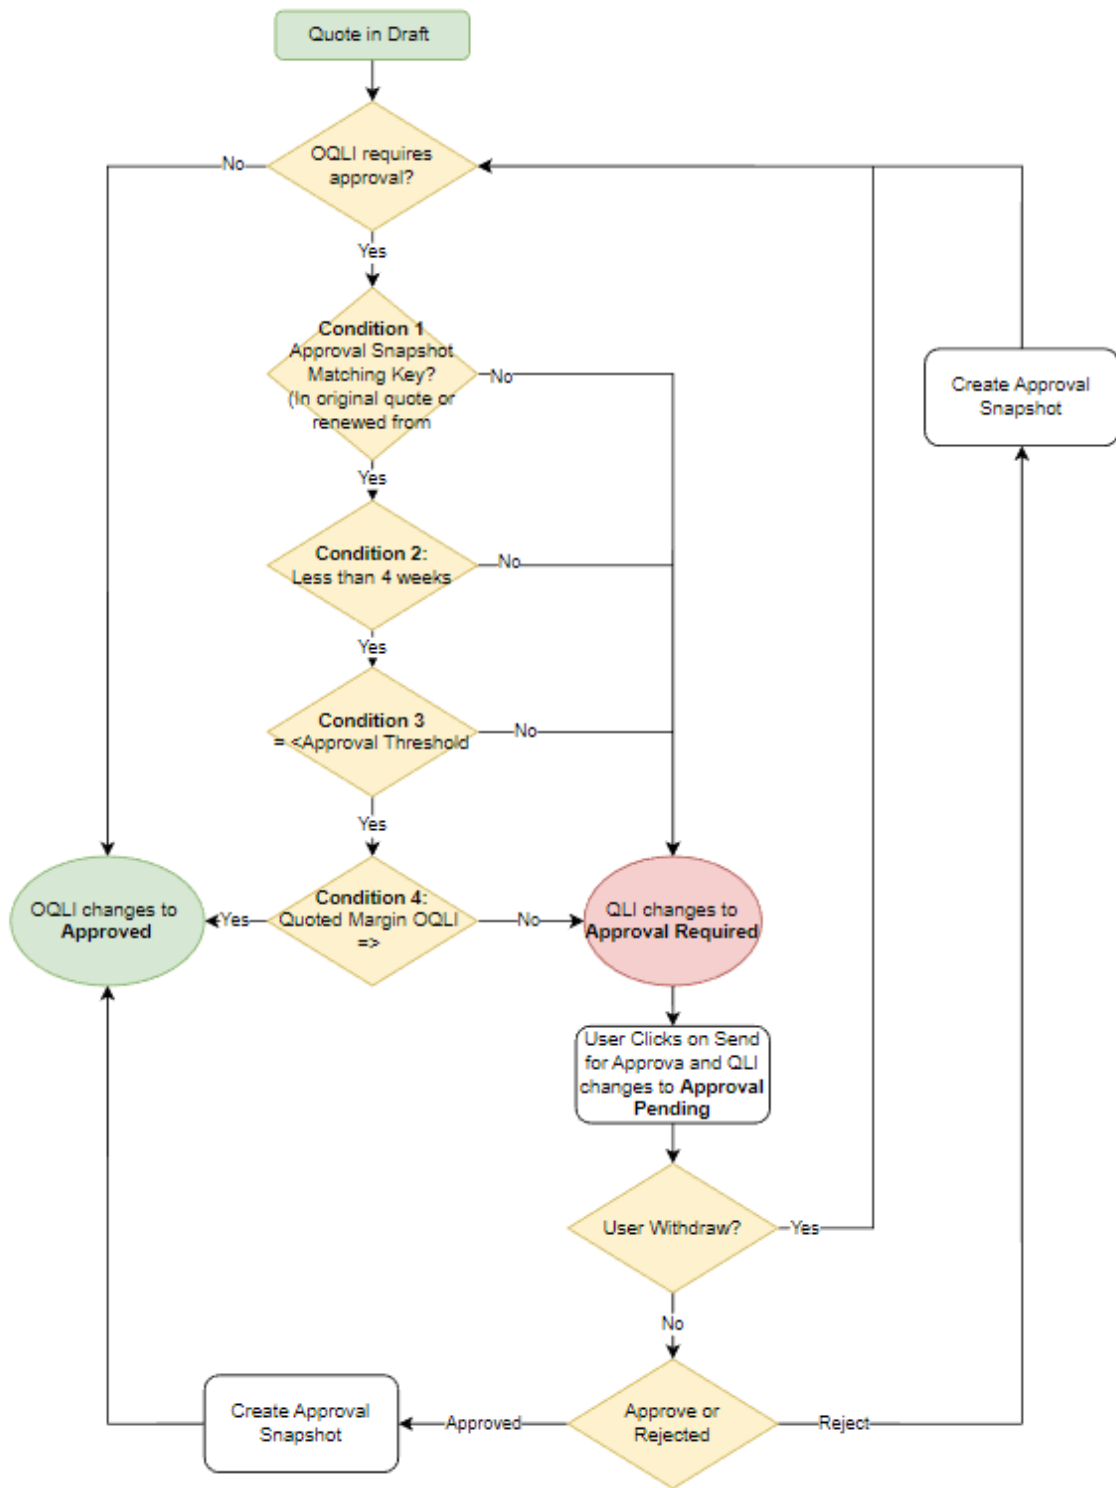 Quote in Draft
OQLI requires
approval?
No
Yes
Condition 1
Approval Snapshot
Matching Key?
(In original quote or
renewed from
No
Create Approval
Snapshot
Yes
Condition 2:
Less than 4 weeks
No
Yes
Condition 3
= <Approval Threshold
No
Yes
OQLI changes to
Approved
Yes
Condition 4:
Quoted Margin OQLI
=>
No
QLI changes to
Approval Required
User Clicks on Send
for Approva and QLI
changes to Approval
Pending
User Withdraw?
Yes
No
Create Approval
Snapshot
Approved
Approve or
Rejected
Reject